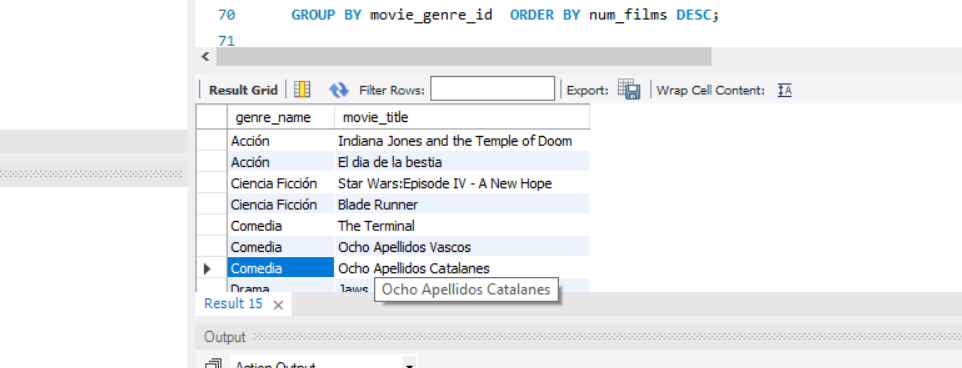 70 GROUP BY movie_genre_id ORDER BY num_films DESC;
71
Result Grid Filter Rows: Export: Wrap Cell Content: IA
genre_name movie_title
Acción Indiana Jones and the Temple of Doom
Acción El dia de la bestia
Ciencia Ficción Star Wars:Episode IV - A New Hope
Ciencia Ficción Blade Runner
Comedia The Terminal
Comedia Ocho Apellidos Vascos
Comedia Ocho Apellidos Catalanes
Drama Jaws Ocho Apellidos Catalanes
Result 15 ×
Output
Action Output